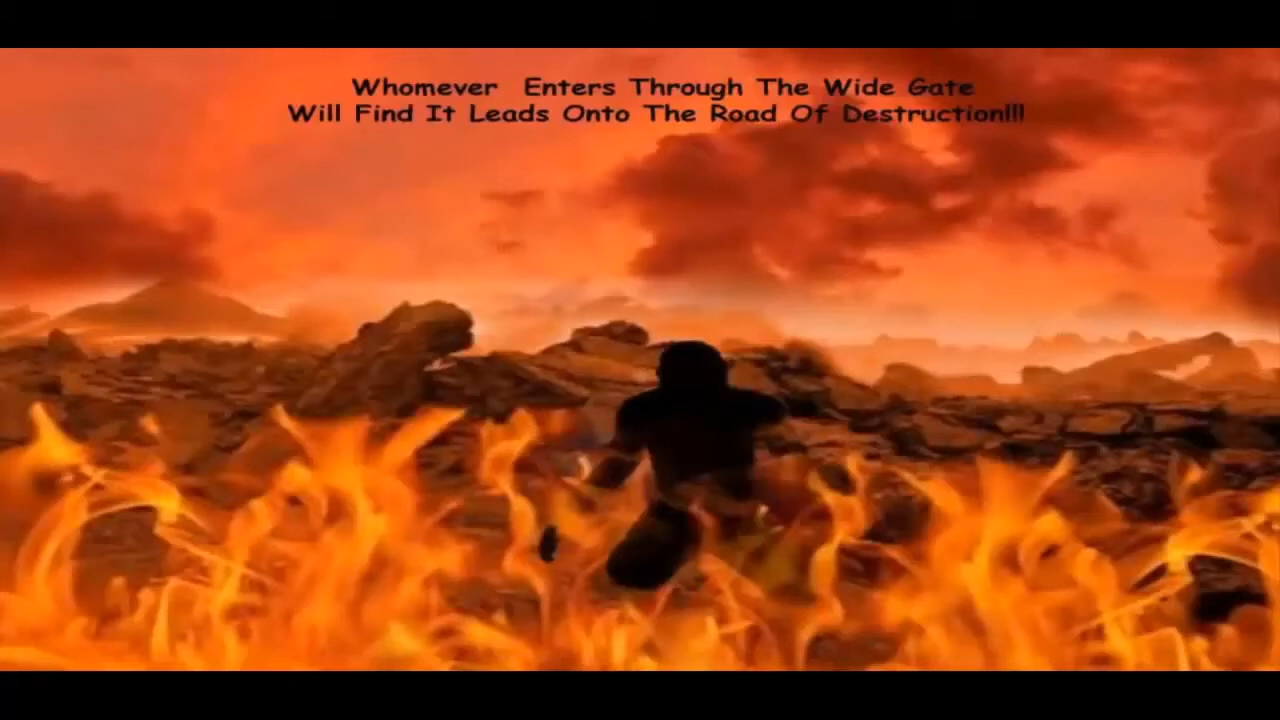 Whomever Enters Through The Wide Gate
Will Find It Leads Onto The Road Of Destruction!!!